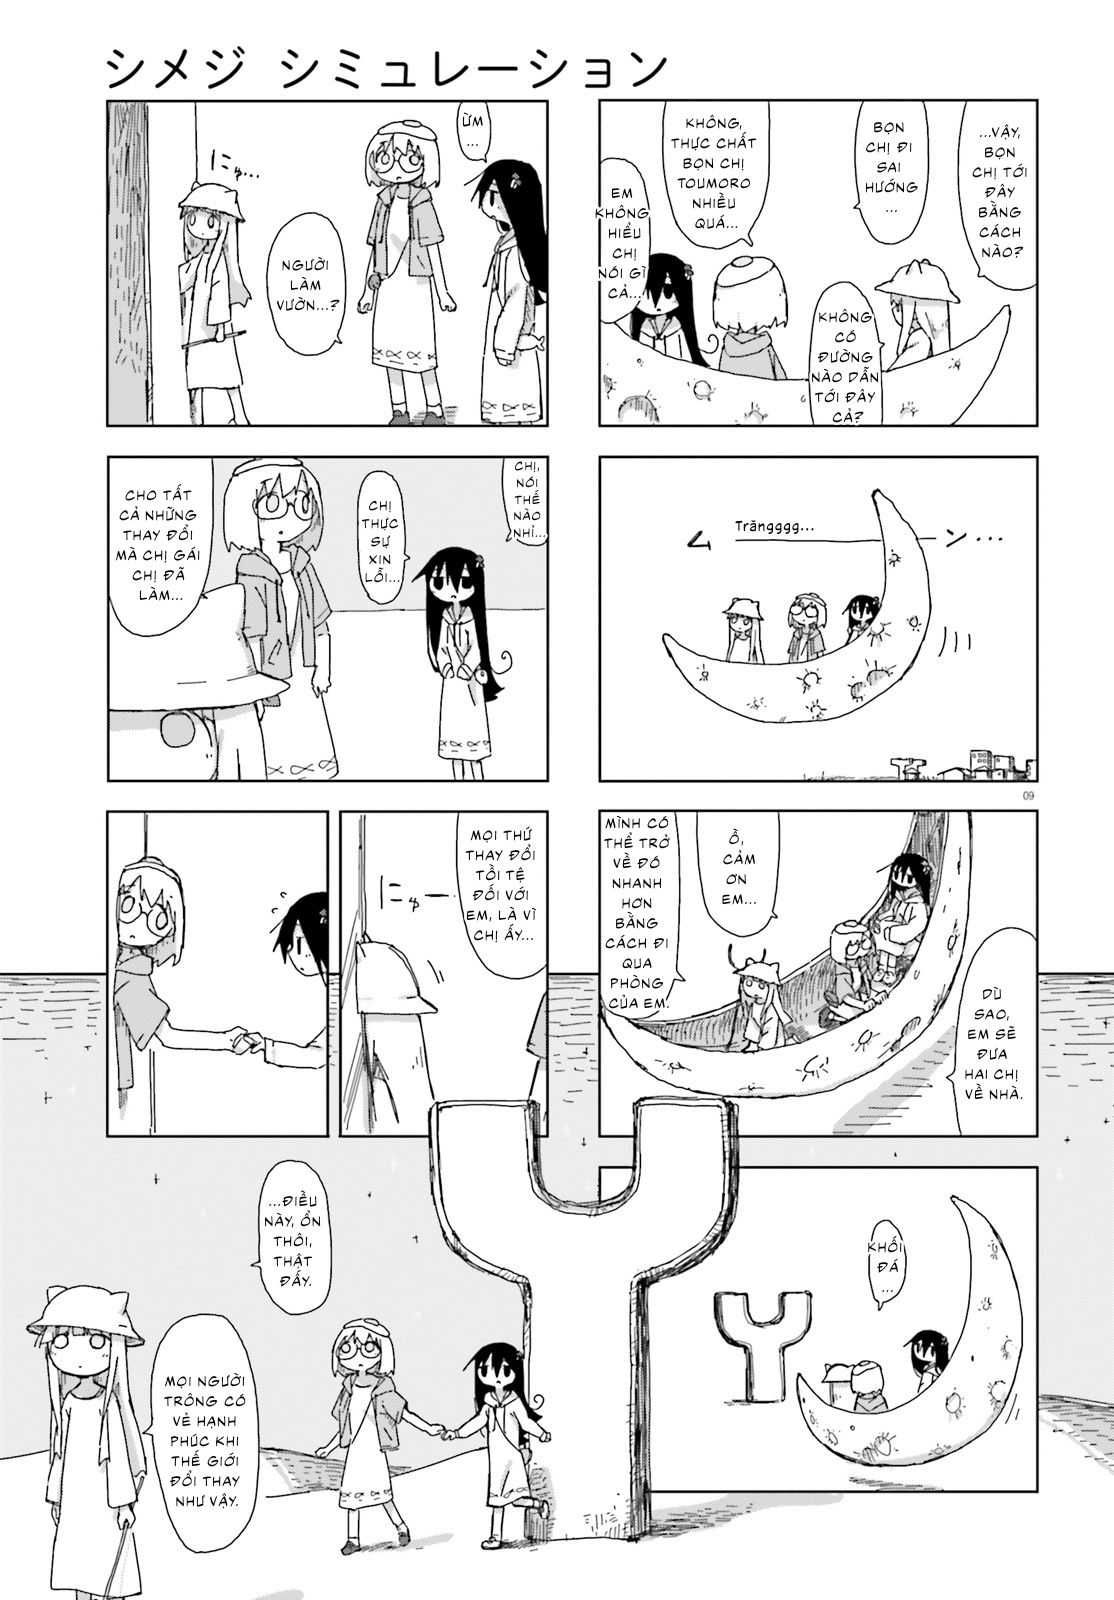 シメジ シミュレーション
...VẬY,
BỌN
CHỊ TỚI
ĐÂY
BẰNG
CÁCH
NÀO?
BỌN
CHỊ ĐI
SAI
HƯỚNG
...
KHÔNG,
THỰC CHẤT
BỌN CHỊ
TOUMORO
NHIỀU
QUÁ...
EM
KHÔNG
HIỂU
CHỊ
NÓI GÌ
CẢ...
KHÔNG
CÓ
ĐƯỜNG
NÀO DẪN
TỚI ĐÂY
CẢ?
Trăngggg...
ム
ン...
09
MÌNH CÓ
THỂ TRỞ
VỀ ĐÓ
NHANH
HƠN
BẰNG
CÁCH ĐI
QUA
PHÒNG
CỦA EM.
Ồ,
CẢM
ƠN
EM...
DÙ
SAO,
EM SẼ
ĐƯA
HAI CHỊ
VỀ NHÀ.
KHỐI
ĐÁ
...
ỪM
...
にゅ...
NGƯỜI
LÀM
VƯỜN...?
CHỊ,
NÓI
THẾ
NÀO
NHỈ...
CHỊ
THỰC
SỰ
XIN
LỖI...
CHO TẤT
CẢ NHỮNG
THAY ĐỔI
MÀ CHỊ GÁI
CHỊ ĐÃ
LÀM...
MỌI THỨ
THAY ĐỔI
TỒI TỆ
ĐỐI VỚI
EM, LÀ VÌ
CHỊ ẤY...
にゅー
...ĐIỀU
NÀY, ỔN
THÔI,
THẬT
ĐẤY.
MỌI NGƯỜI
TRÔNG CÓ
VẺ HẠNH
PHÚC KHI
THẾ GIỚI
ĐỔI THAY
NHƯ VẬY.